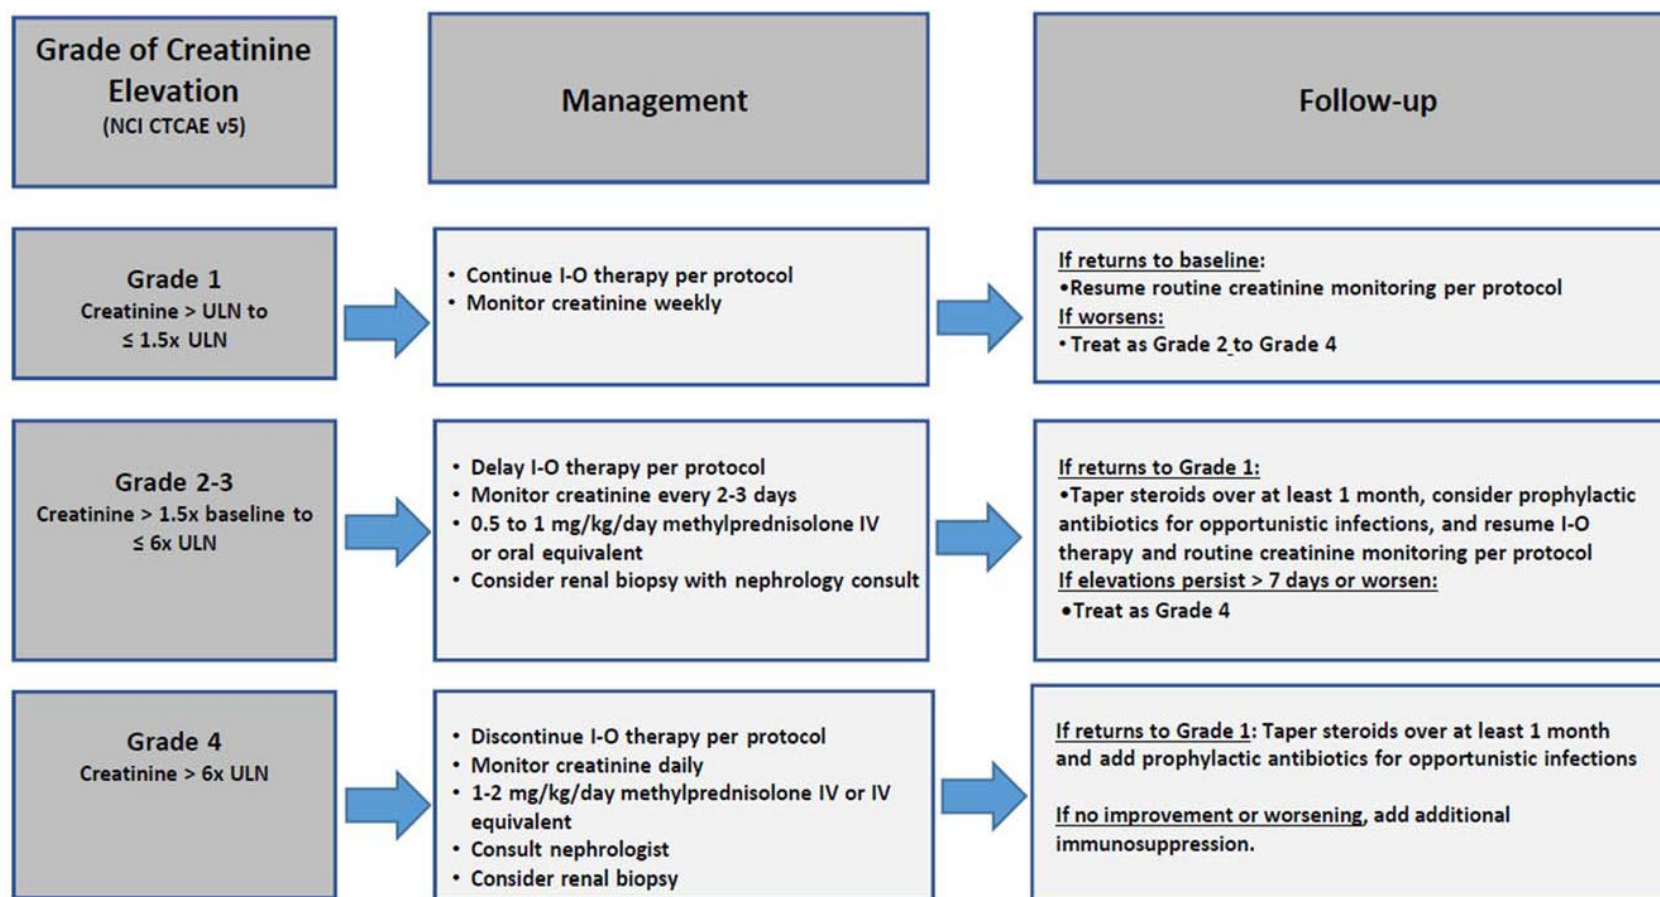 Grade of Creatinine
Elevation
(NCI CTCAE v5)
Management
Follow-up
Grade 1
Creatinine > ULN to
≤ 1.5x ULN
• Continue I-O therapy per protocol
• Monitor creatinine weekly
If returns to baseline:
•Resume routine creatinine monitoring per protocol
If worsens:
• Treat as Grade 2 to Grade 4
Grade 2-3
Creatinine > 1.5x baseline to
≤ 6x ULN
• Delay I-O therapy per protocol
• Monitor creatinine every 2-3 days
• 0.5 to 1 mg/kg/day methylprednisolone IV
or oral equivalent
• Consider renal biopsy with nephrology consult
If returns to Grade 1:
•Taper steroids over at least 1 month, consider prophylactic
antibiotics for opportunistic infections, and resume I-O
therapy and routine creatinine monitoring per protocol
If elevations persist > 7 days or worsen:
•Treat as Grade 4
Grade 4
Creatinine > 6x ULN
• Discontinue I-O therapy per protocol
• Monitor creatinine daily
• 1-2 mg/kg/day methylprednisolone IV or IV
equivalent
• Consult nephrologist
• Consider renal biopsy
If returns to Grade 1: Taper steroids over at least 1 month
and add prophylactic antibiotics for opportunistic infections
If no improvement or worsening, add additional
immunosuppression.